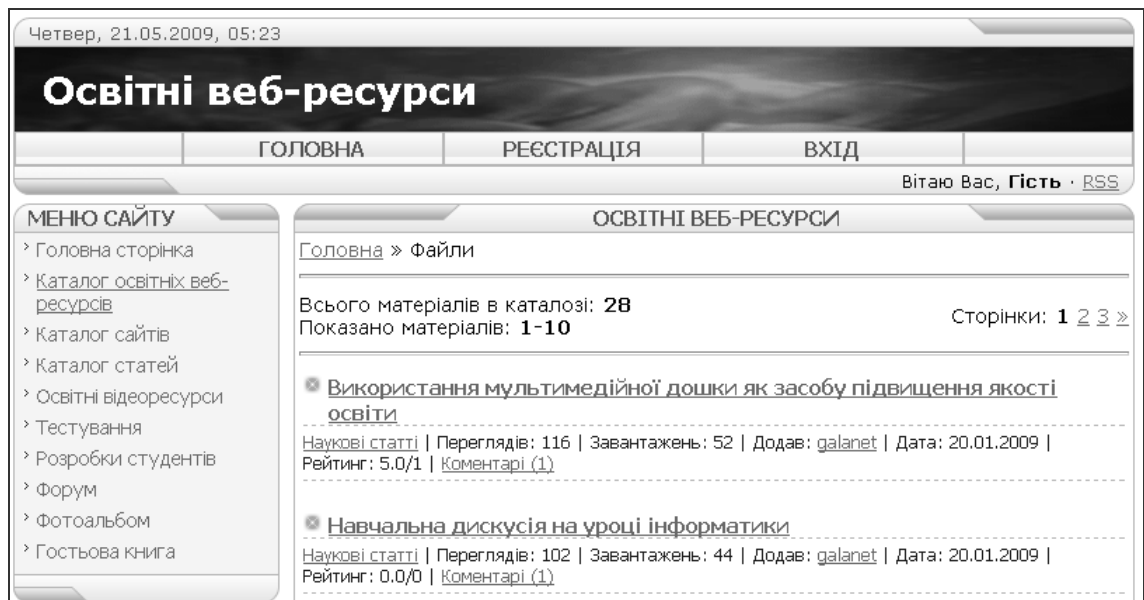 Четвер, 21.05.2009, 05:23
Освітні веб-ресурси
ГОЛОВНА РЕЄСТРАЦІЯ ВХІД
Вітаю Вас, Гість · RSS
МЕНЮ САЙТУ
› Головна сторінка
› Каталог освітніх веб-
ресурсів
› Каталог сайтів
› Каталог статей
› Освітні відеоресурси
› Тестування
› Розробки студентів
› Форум
› Фотоальбом
› Гостьова книга
ОСВІТНІ ВЕБ-РЕСУРСИ
Головна » Файли
Всього матеріалів в каталозі: 28
Показано матеріалів: 1-10
Сторінки: 1 2 3 »
Використання мультимедійної дошки як засобу підвищення якості
освіти
Наукові статті | Переглядів: 116 | Завантажень: 52 | Додав: galanet | Дата: 20.01.2009 |
Рейтинг: 5.0/1 | Коментарі (1)
Навчальна дискусія на уроці інформатики
Наукові статті | Переглядів: 102 | Завантажень: 44 | Додав: galanet | Дата: 20.01.2009 |
Рейтинг: 0.0/0 | Коментарі (1)